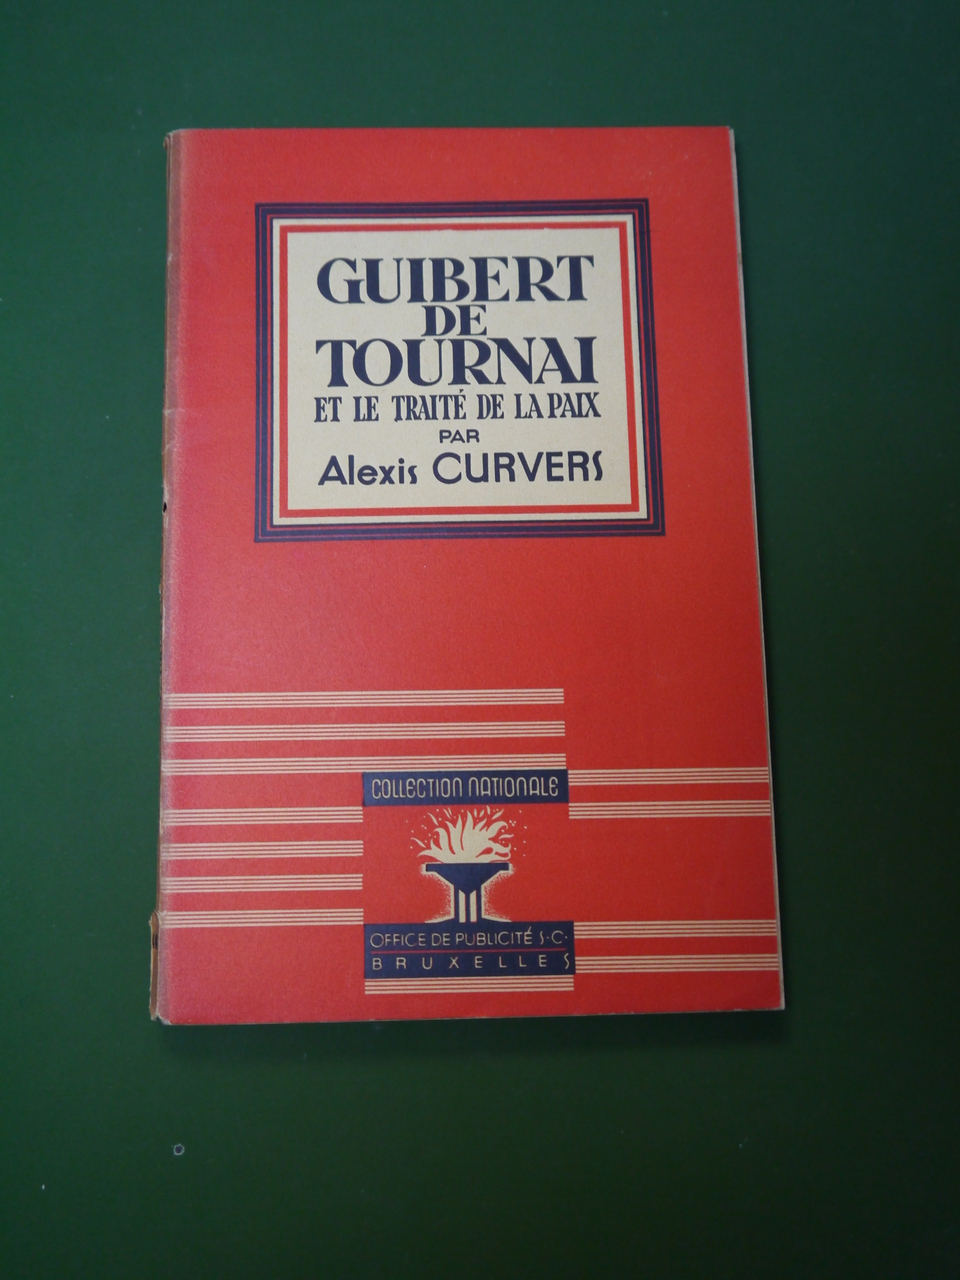 GUIBERT
DE
TOURNAI
ET LE TRAITÉ DE LA PAIX
PAR
Alexis CURVERS
COLLECTION NATIONALE
OFFICE DE PUBLICITÉ S.C.
BRUXELLES